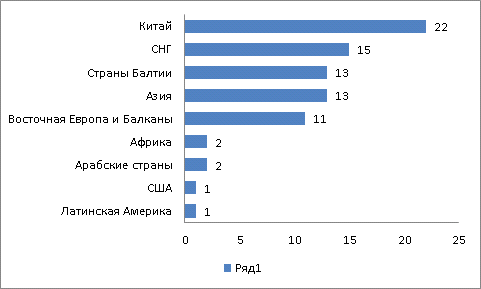 Китай 22
СНГ 15
Страны Балтии 13
Азия 13
Восточная Европа и Балканы 11
Африка 2
Арабские страны 2
США 1
Латинская Америка 1
0 5 10 15 20 25
Ряд1